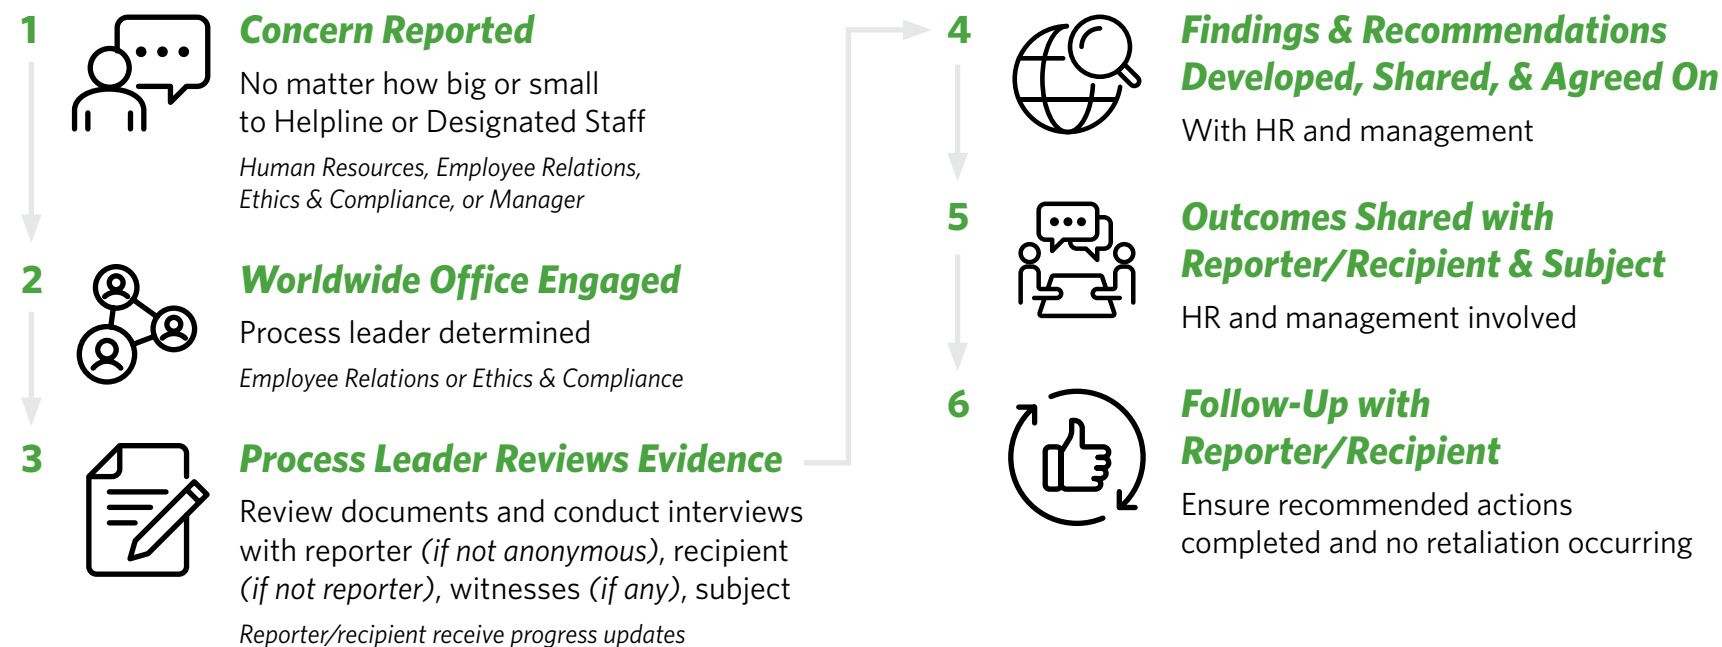 1
Concern Reported
No matter how big or small
to Helpline or Designated Staff
Human Resources, Employee Relations,
Ethics & Compliance, or Manager
2
Worldwide Office Engaged
Process leader determined
Employee Relations or Ethics & Compliance
3
Process Leader Reviews Evidence
Review documents and conduct interviews
with reporter (if not anonymous), recipient
(if not reporter), witnesses (if any), subject
Reporter/recipient receive progress updates
4
Findings & Recommendations
Developed, Shared, & Agreed On
With HR and management
5
Outcomes Shared with
Reporter/Recipient & Subject
HR and management involved
6
Follow-Up with
Reporter/Recipient
Ensure recommended actions
completed and no retaliation occurring